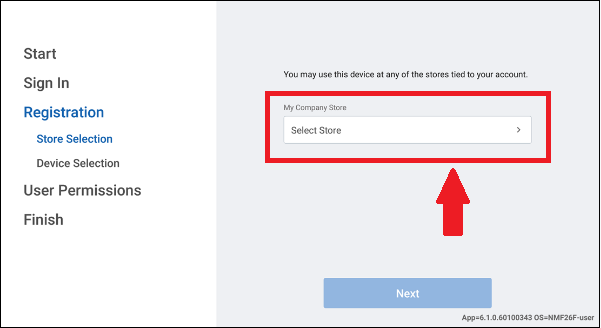 Start
Sign In
Registration
Store Selection
Device Selection
User Permissions
Finish
You may use this device at any of the stores tied to your account.
My Company Store
Select Store
Next
App=6.1.0.60100343 OS=NMF26F-user